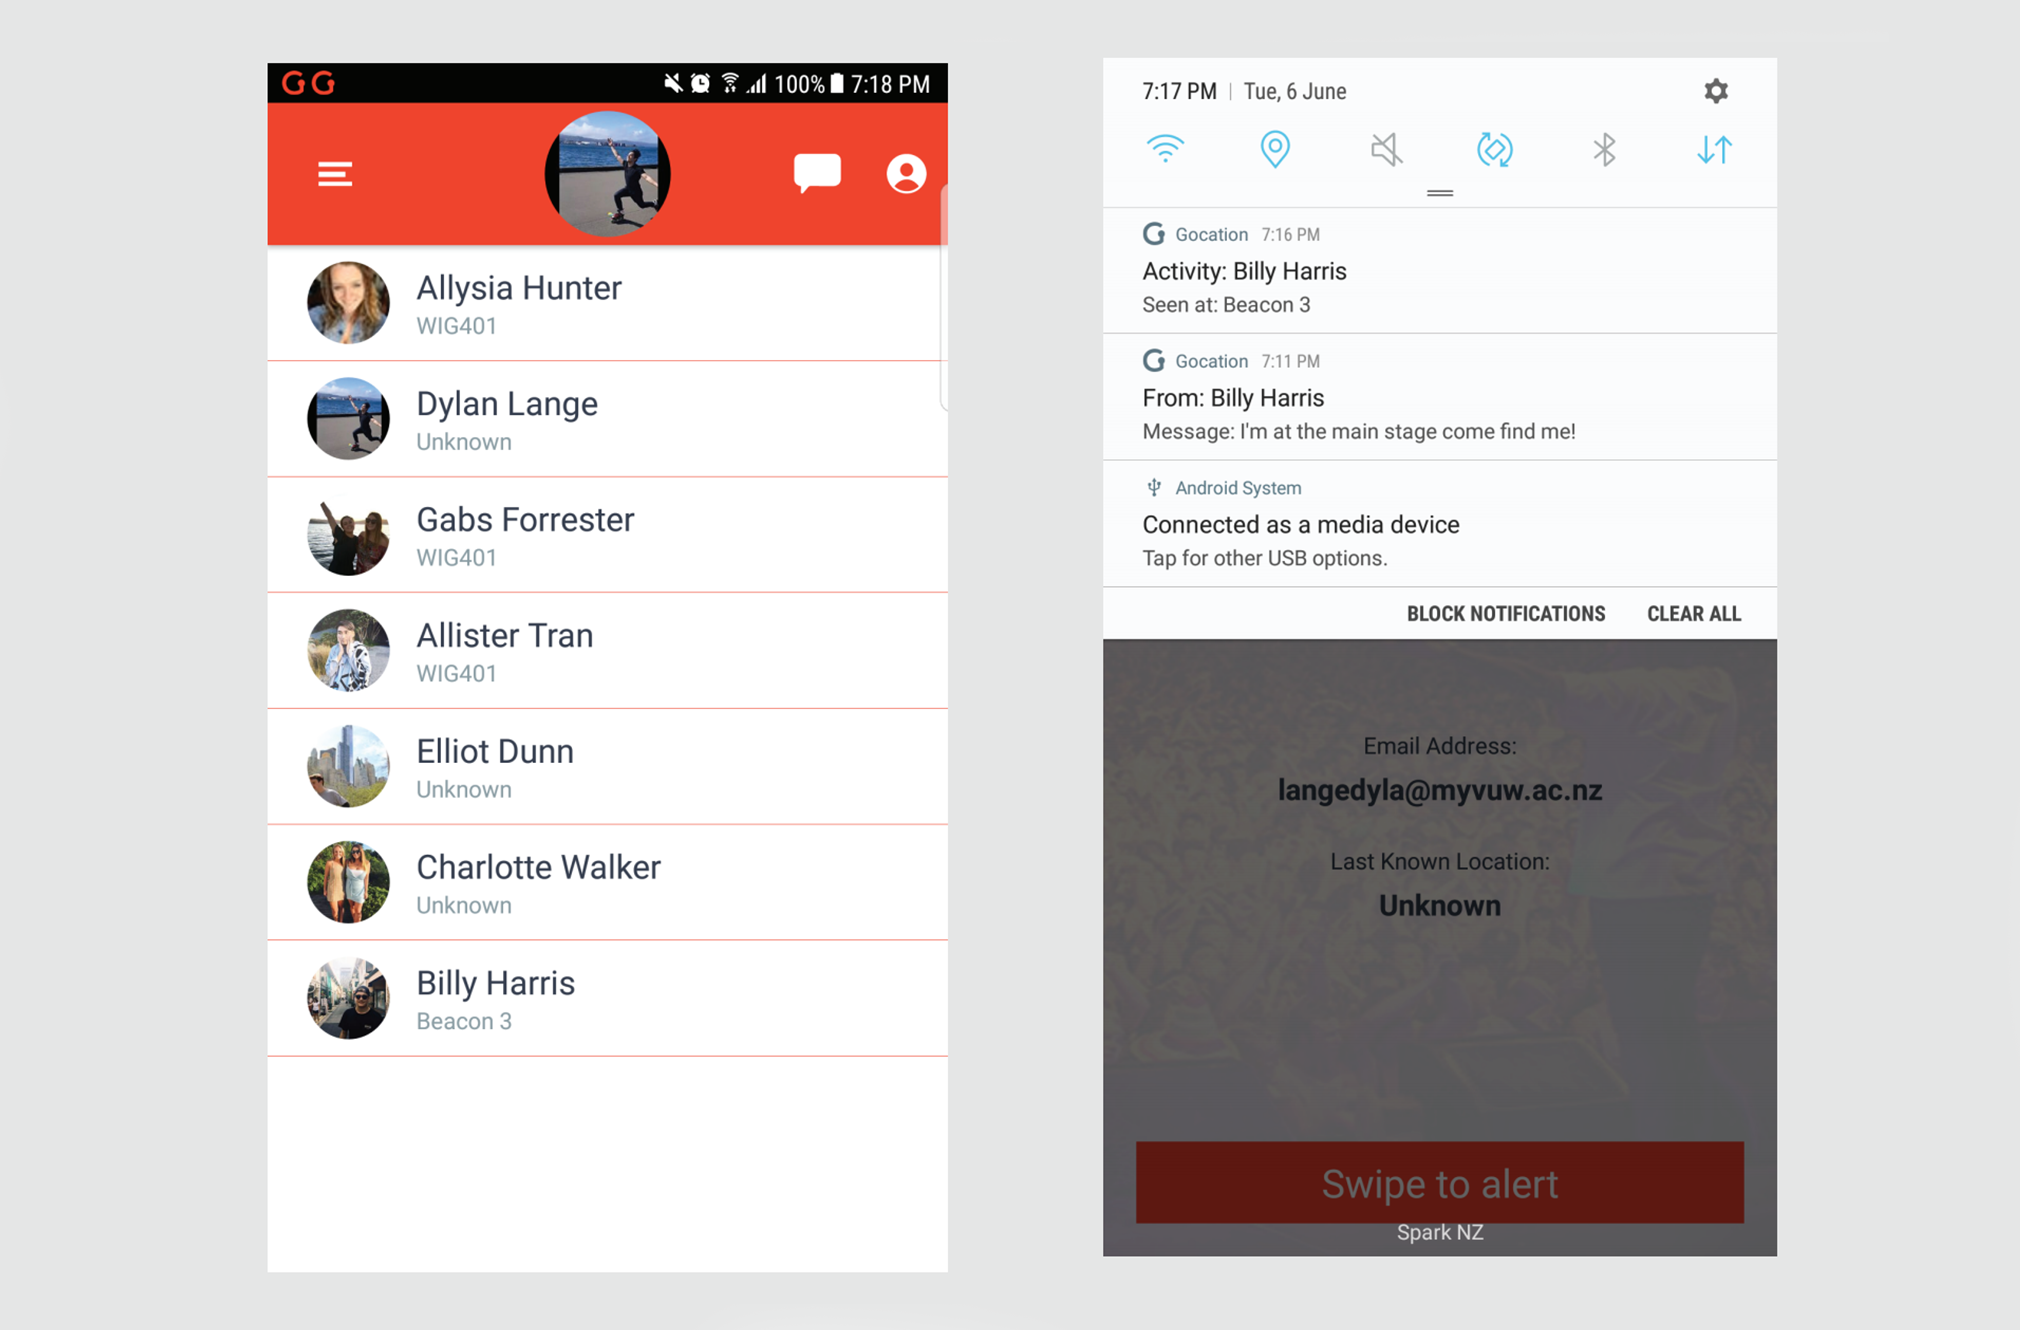 GG 100% 7:18 PM
Allysia Hunter
WIG401
Dylan Lange
Unknown
Gabs Forrester
WIG401
Allister Tran
WIG401
Elliot Dunn
Unknown
Charlotte Walker
Unknown
Billy Harris
Beacon 3
7:17 PM | Tue, 6 June
G Gocation 7:16 PM
Activity: Billy Harris
Seen at: Beacon 3
G Gocation 7:11 PM
From: Billy Harris
Message: I'm at the main stage come find me!
Android System
Connected as a media device
Tap for other USB options.
BLOCK NOTIFICATIONS CLEAR ALL
Email Address:
langedyla@myvuw.ac.nz
Last Known Location:
Unknown
Swipe to alert
Spark NZ